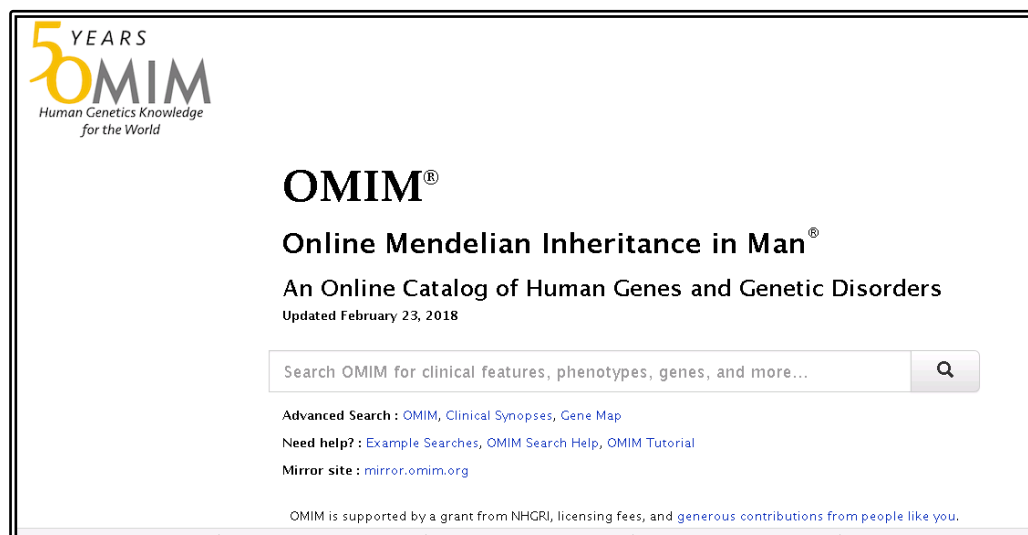 50 YEARS
OMIM
Human Genetics Knowledge
for the World
OMIM®
Online Mendelian Inheritance in Man®
An Online Catalog of Human Genes and Genetic Disorders
Updated February 23, 2018
Search OMIM for clinical features, phenotypes, genes, and more...
Advanced Search : OMIM, Clinical Synopses, Gene Map
Need help? : Example Searches, OMIM Search Help, OMIM Tutorial
Mirror site : mirror.omim.org
OMIM is supported by a grant from NHGRI, licensing fees, and generous contributions from people like you.